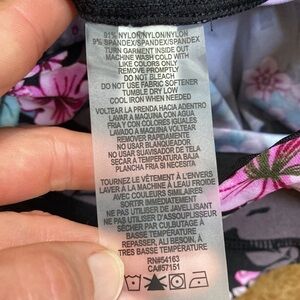 91% NYLON/NYLON/NYLON
9% SPANDEX/SPANDEX/SPANDEX
TURN GARMENT INSIDE OUT
MACHINE WASH COLD WITH
LIKE COLORS ONLY
REMOVE PROMPTLY
DO NOT BLEACH
DO NOT USE FABRIC SOFTENER
TUMBLE DRY LOW
COOL IRON WHEN NEEDED
VOLTEAR LA PRENDA HACIA ADENTRO
LAVAR A MAQUINA CON AGUA
FRIA Y CON COLORES SIMILARES
LAVADO A MAQUINA VOLTEAR
REMOVER RAPIDAMENTE
NO USAR BLANQUEADOR
NO USAR SUAVISANTE DE TELA
SECAR A TEMPERATURA BAJA
PLANCHA FRIA SI NECESITA
TOURNEZ LE VÊTEMENT À L'ENVERS
LAVER À LA MACHINE À L'EAU FROIDE
AVEC COULEURS SIMILAIRES
SORTIR IMMÉDIATEMENT
NE PAS UTILISER DE JAVELLISANT
NE PAS UTILISER D'ASSOUPLISSEUR
SÉCHAGE PAR CULBUTAGE À
BASSE TEMPÉRATURE
REPASSER, AU BESOIN, À
TRÈS BASSE TEMPÉRATURE
RN#54163
CA#57151